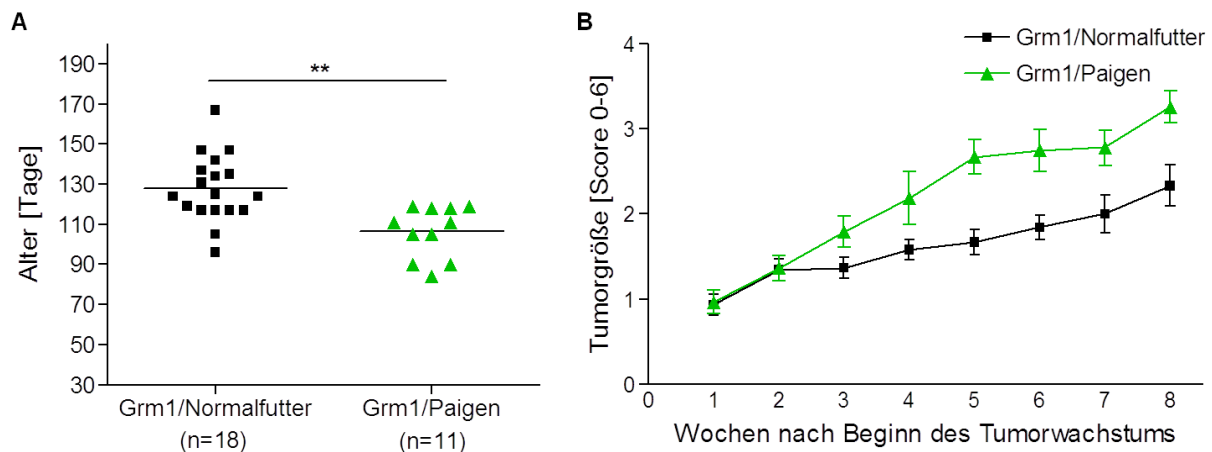 A
Alter [Tage]
190
170
150
130
110
90
70
50
30
**
Grm1/Normalfutter
(n=18)
Grm1/Paigen
(n=11)
B
Grm1/Normalfutter
Grm1/Paigen
Tumorgröße [Score 0-6]
4
3
2
1
0
0 1 2 3 4 5 6 7 8
Wochen nach Beginn des Tumorwachstums